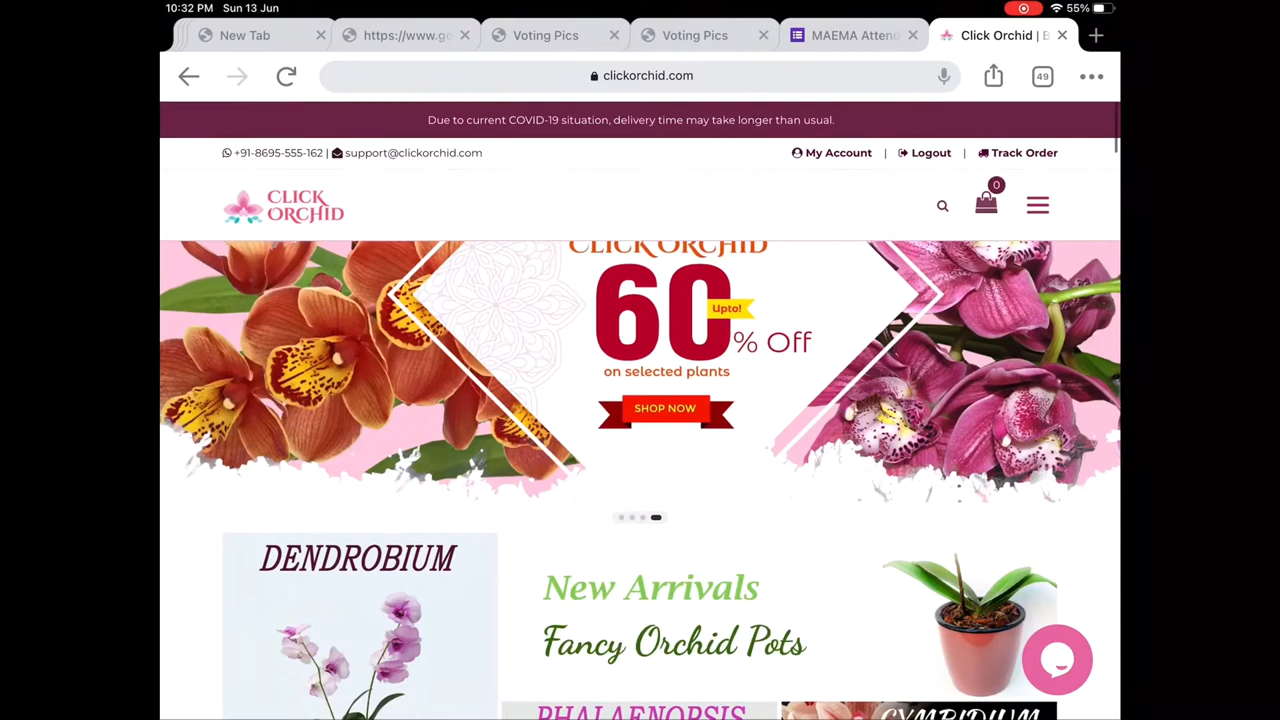 10:32 PM Sun 13 Jun
55%
New Tab
https://www.go
Voting Pics
Voting Pics
MAEMA Attend
Click Orchid | B
clickorchid.com
49
Due to current COVID-19 situation, delivery time may take longer than usual.
+91-8695-555-162 | support@clickorchid.com
My Account | Logout | Track Order
CLICK
ORCHID
0
CLICK ORCHID
60
Upto!
% Off
on selected plants
SHOP NOW
DENDROBIUM
New Arrivals
Fancy Orchid Pots
PHALAENOPSIS
CYMBIDIUM